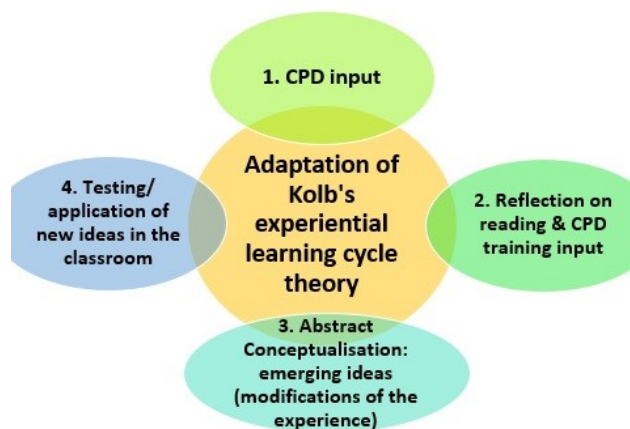 1. CPD input
Adaptation of
Kolb's
experiential
learning cycle
theory
2. Reflection on
reading & CPD
training input
3. Abstract
Conceptualisation:
emerging ideas
(modifications of the
experience)
4. Testing/
application of
new ideas in the
classroom